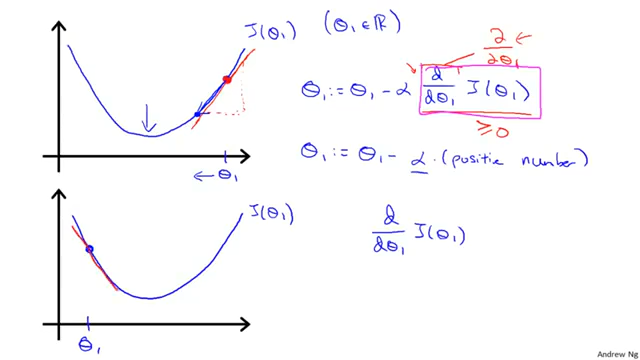 J(θ₁) (θ₁ ∈ ℝ)
∂/∂θ₁ ←
θ₁ := θ₁ - α d/dθ₁ J(θ₁)
≥ 0
θ₁ := θ₁ - α · (positive number)
← θ₁
J(θ₁)
d/dθ₁ J(θ₁)
θ₁
Andrew Ng